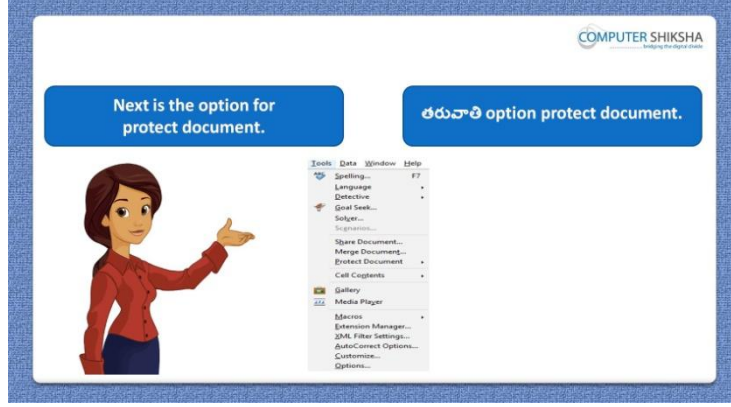 COMPUTER SHIKSHA
bridging the digital divide
Next is the option for
protect document.
తరువాతి option protect document.
Tools Data Window Help
Spelling... F7
Language
Detective
Goal Seek...
Solver...
Scenarios...
Share Document...
Merge Document...
Protect Document
Cell Contents
Gallery
Media Player
Macros
Extension Manager...
XML Filter Settings...
AutoCorrect Options...
Customize...
Options...